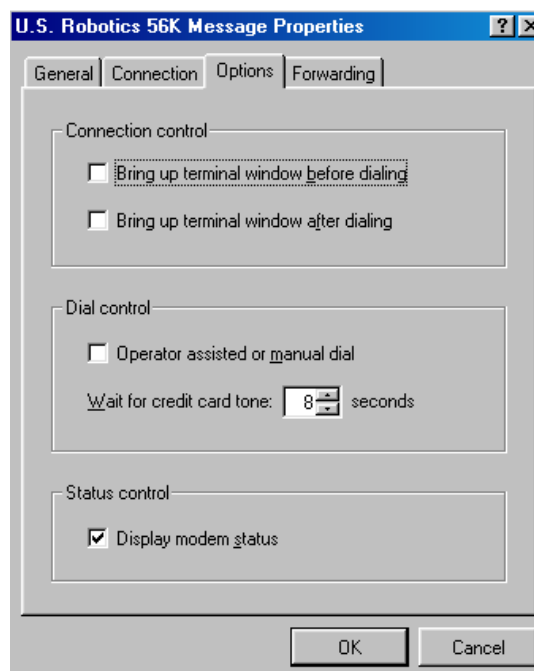 U.S. Robotics 56K Message Properties
General Connection Options Forwarding
Connection control
Bring up terminal window before dialing
Bring up terminal window after dialing
Dial control
Operator assisted or manual dial
Wait for credit card tone: 8 seconds
Status control
Display modem status
OK Cancel